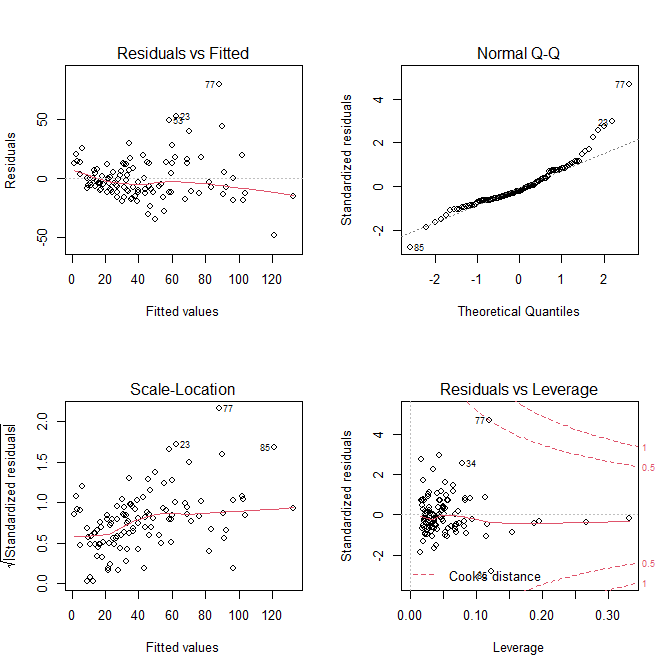 Residuals vs Fitted
Residuals
50
0
-50
77
23
53
0 20 40 60 80 100 120
Fitted values
Normal Q-Q
Standardized residuals
4
2
0
-2
77
23
85
-2 -1 0 1 2
Theoretical Quantiles
Scale-Location
√|Standardized residuals|
2.0
1.5
1.0
0.5
0.0
77
23
85
0 20 40 60 80 100 120
Fitted values
Residuals vs Leverage
Standardized residuals
4
2
0
-2
77
34
1
0.5
0.5
1
Cook's distance
0.00 0.10 0.20 0.30
Leverage